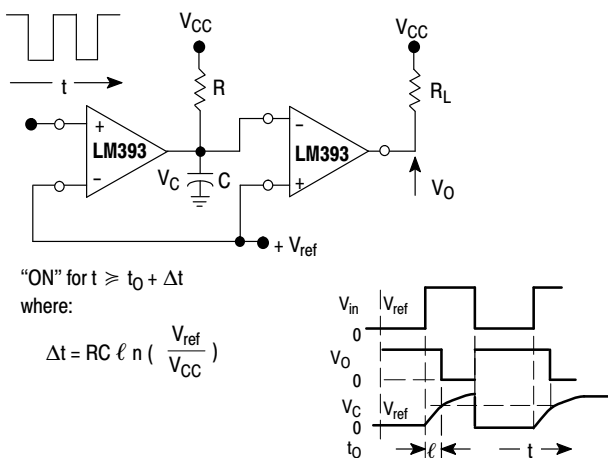 VCC
VCC
R
RL
t
+
LM393
−
VC
C
−
LM393
+
VO
+ Vref
"ON" for t ⩾ tO + Δt
where:
Δt = RC ℓ n ( Vref / VCC )
Vin
Vref
0
VO
0
VC
Vref
0
tO
ℓ
t